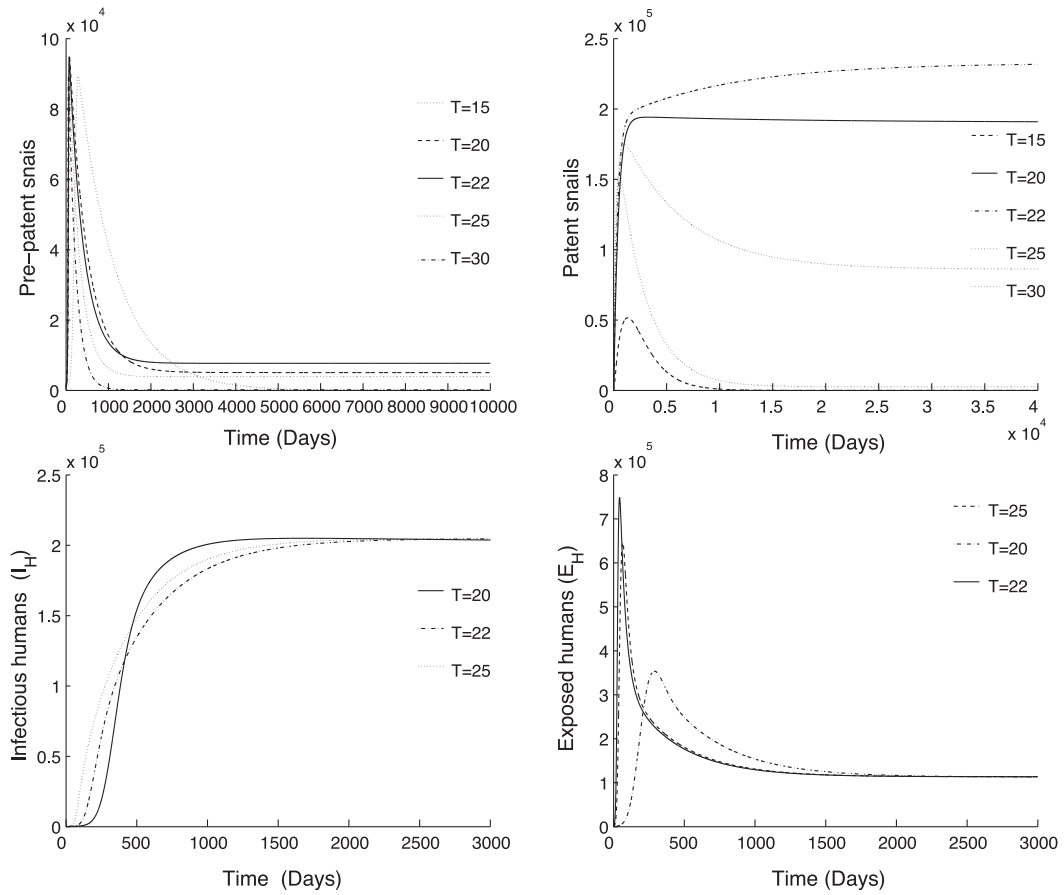 x 10^4
10
8
6
4
2
0
Pre-patent snais
T=15
T=20
T=22
T=25
T=30
0 1000 2000 3000 4000 5000 6000 7000 8000 9000 10000
Time (Days)
x 10^5
2.5
2
1.5
1
0.5
0
Patent snails
T=15
T=20
T=22
T=25
T=30
0 0.5 1 1.5 2 2.5 3 3.5 4
x 10^4
Time (Days)
x 10^5
2.5
2
1.5
1
0.5
0
Infectious humans (I_H)
T=20
T=22
T=25
0 500 1000 1500 2000 2500 3000
Time (Days)
x 10^5
8
7
6
5
4
3
2
1
0
Exposed humans (E_H)
T=25
T=20
T=22
0 500 1000 1500 2000 2500 3000
Time (Days)